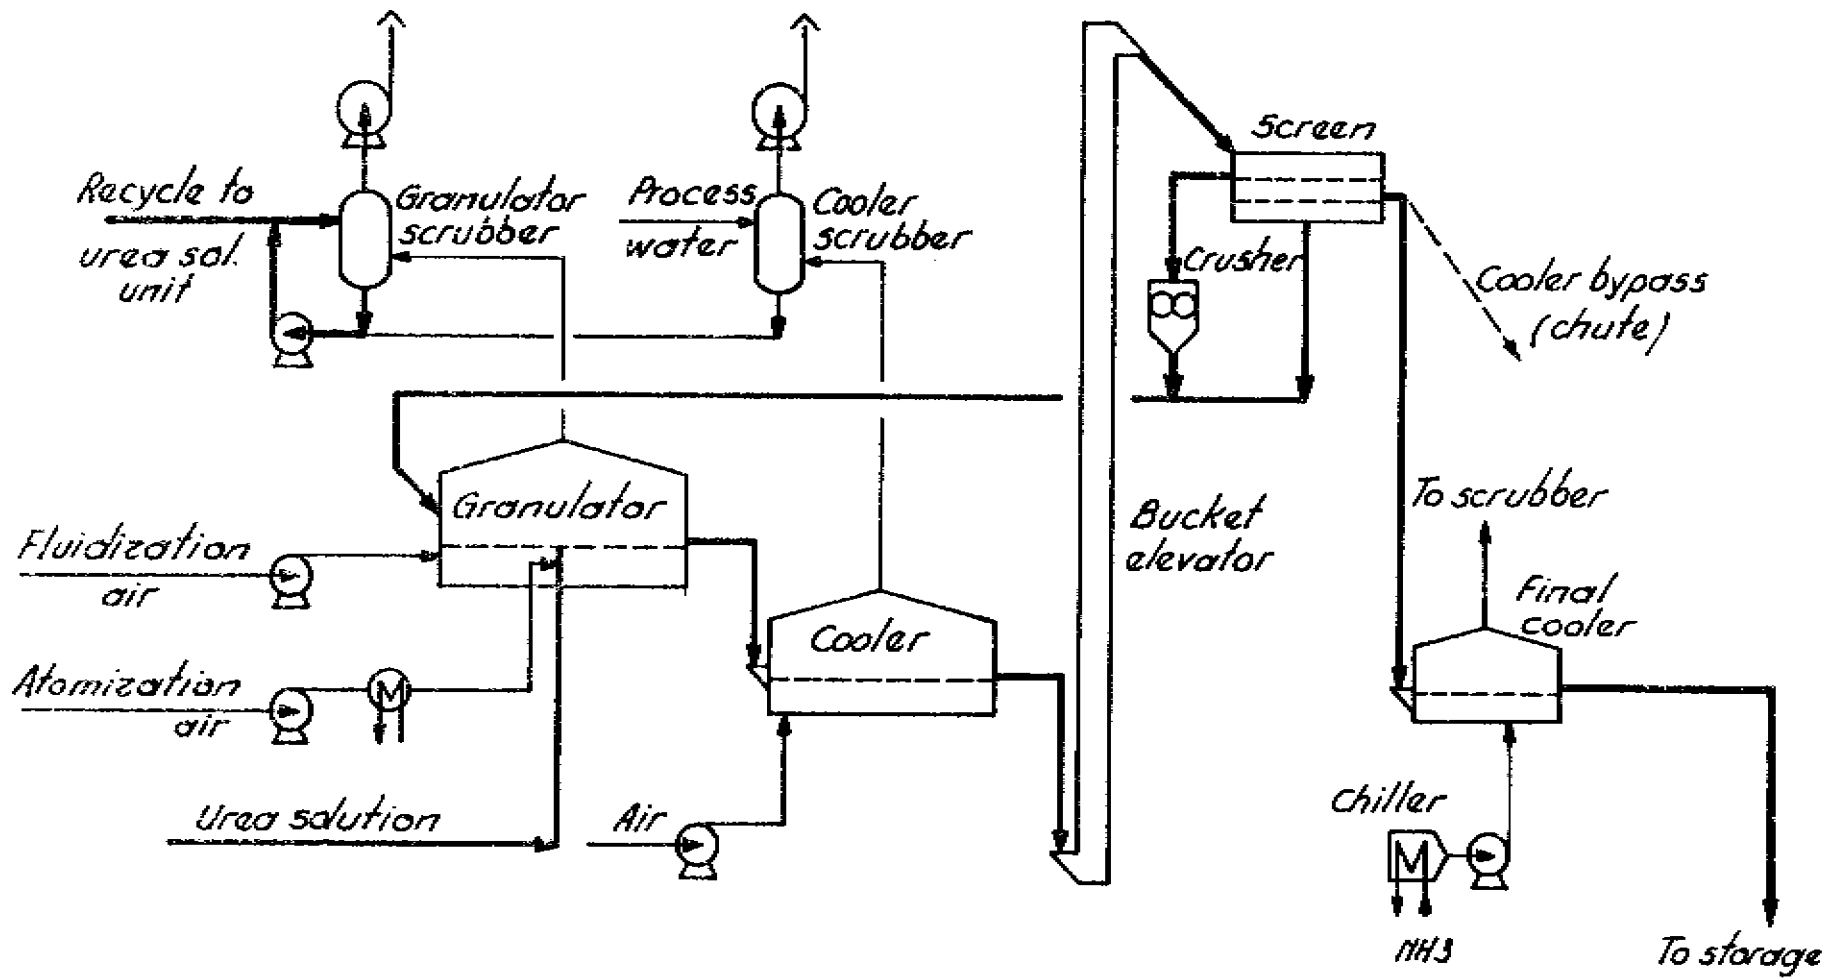 Screen
Recycle to
urea sol.
unit
Granulator
scrubber
Process
water
Cooler
scrubber
Crusher
Cooler bypass
(chute)
Granulator
To scrubber
Bucket
elevator
Fluidization
air
Final
cooler
Cooler
Atomization
air
Urea solution
Air
Chiller
NH3
To storage